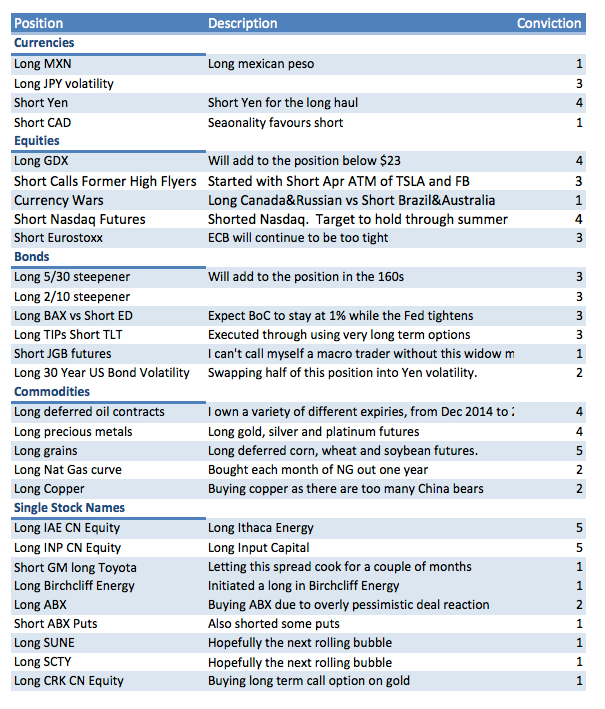 Position Description Conviction
Currencies
Long MXN Long mexican peso 1
Long JPY volatility 3
Short Yen Short Yen for the long haul 4
Short CAD Seaonality favours short 1
Equities
Long GDX Will add to the position below $23 4
Short Calls Former High Flyers Started with Short Apr ATM of TSLA and FB 3
Currency Wars Long Canada&Russian vs Short Brazil&Australia 1
Short Nasdaq Futures Shorted Nasdaq. Target to hold through summer 4
Short Eurostoxx ECB will continue to be too tight 3
Bonds
Long 5/30 steepener Will add to the position in the 160s 3
Long 2/10 steepener 3
Long BAX vs Short ED Expect BoC to stay at 1% while the Fed tightens 3
Long TIPs Short TLT Executed through using very long term options 3
Short JGB futures I can't call myself a macro trader without this widow m 1
Long 30 Year US Bond Volatility Swapping half of this position into Yen volatility. 2
Commodities
Long deferred oil contracts I own a variety of different expiries, from Dec 2014 to 4
Long precious metals Long gold, silver and platinum futures 4
Long grains Long deferred corn, wheat and soybean futures. 5
Long Nat Gas curve Bought each month of NG out one year 2
Long Copper Buying copper as there are too many China bears 2
Single Stock Names
Long IAE CN Equity Long Ithaca Energy 5
Long INP CN Equity Long Input Capital 5
Short GM long Toyota Letting this spread cook for a couple of months 1
Long Birchcliff Energy Initiated a long in Birchcliff Energy 1
Long ABX Buying ABX due to overly pessimistic deal reaction 2
Short ABX Puts Also shorted some puts 1
Long SUNE Hopefully the next rolling bubble 1
Long SCTY Hopefully the next rolling bubble 1
Long CRK CN Equity Buying long term call option on gold 1